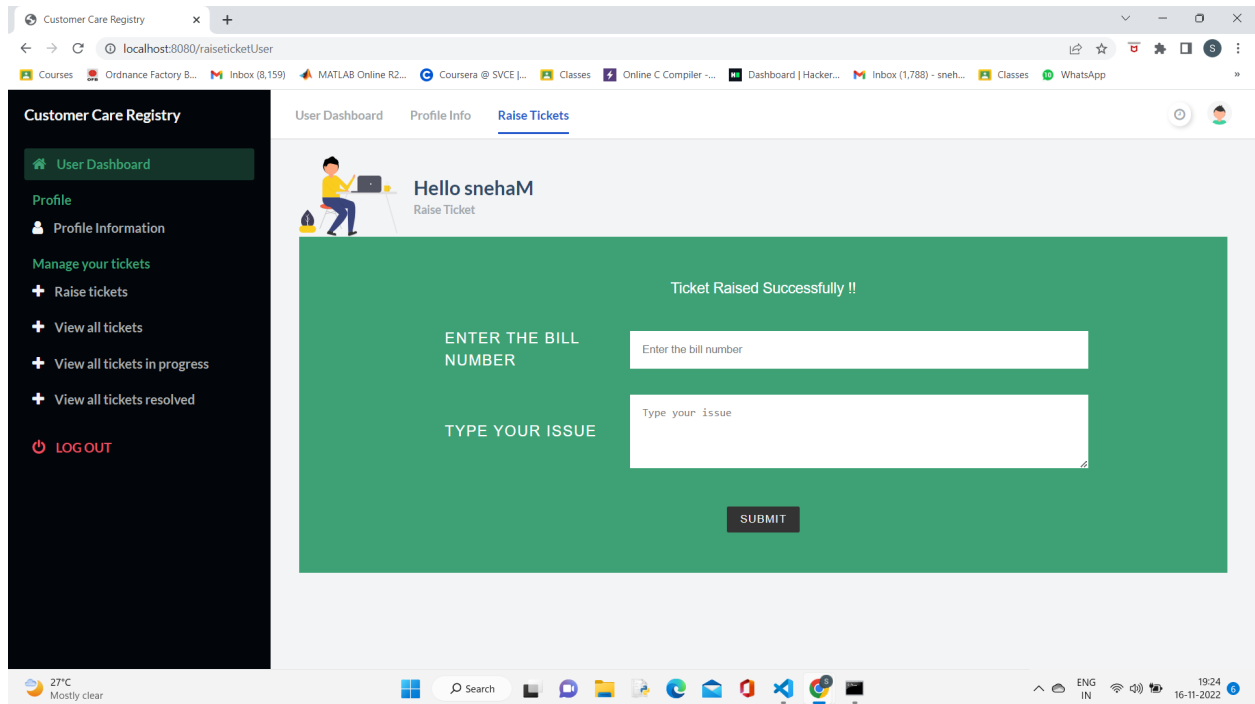 Customer Care Registry
localhost:8080/raiseticketUser
S
Courses
Ordnance Factory B...
Inbox (8,159)
MATLAB Online R2...
Coursera @ SVCE |...
Classes
Online C Compiler -...
Dashboard | Hacker...
Inbox (1,788) - sneh...
Classes
10
WhatsApp
»
Customer Care Registry
User Dashboard
Profile Info
Raise Tickets
User Dashboard
Profile
Profile Information
Manage your tickets
Raise tickets
View all tickets
View all tickets in progress
View all tickets resolved
LOG OUT
Hello snehaM
Raise Ticket
Ticket Raised Successfully !!
ENTER THE BILL
NUMBER
Enter the bill number
TYPE YOUR ISSUE
Type your issue
SUBMIT
27°C
Mostly clear
Search
ENG
IN
19:24
16-11-2022
6